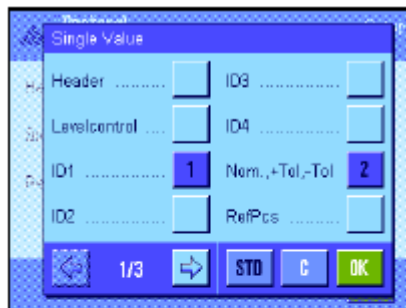 Single Value
Header ..........
ID3 ..............
Levelcontrol ....
ID4 ..............
ID1 ............... 1
Nom.,+Tol,-Tol 2
ID2 ..............
RefPcs .........
1/3
STD
C
OK